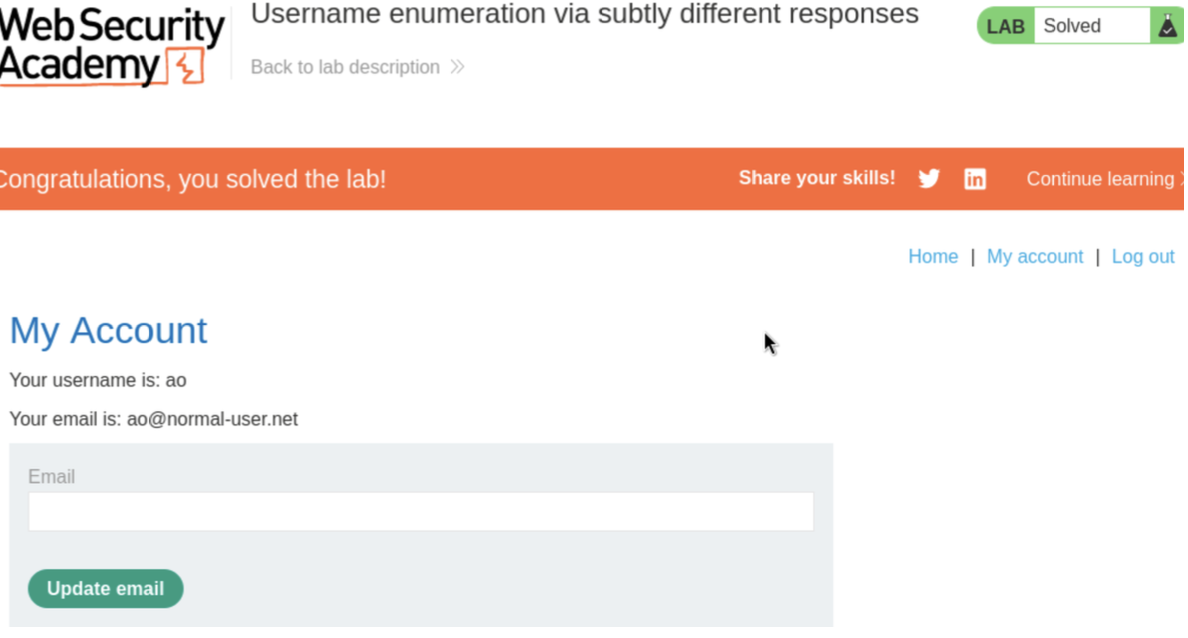 Web Security
Academy
Username enumeration via subtly different responses
Back to lab description
LAB Solved
Congratulations, you solved the lab!
Share your skills!
Continue learning
Home | My account | Log out
My Account
Your username is: ao
Your email is: ao@normal-user.net
Email
Update email